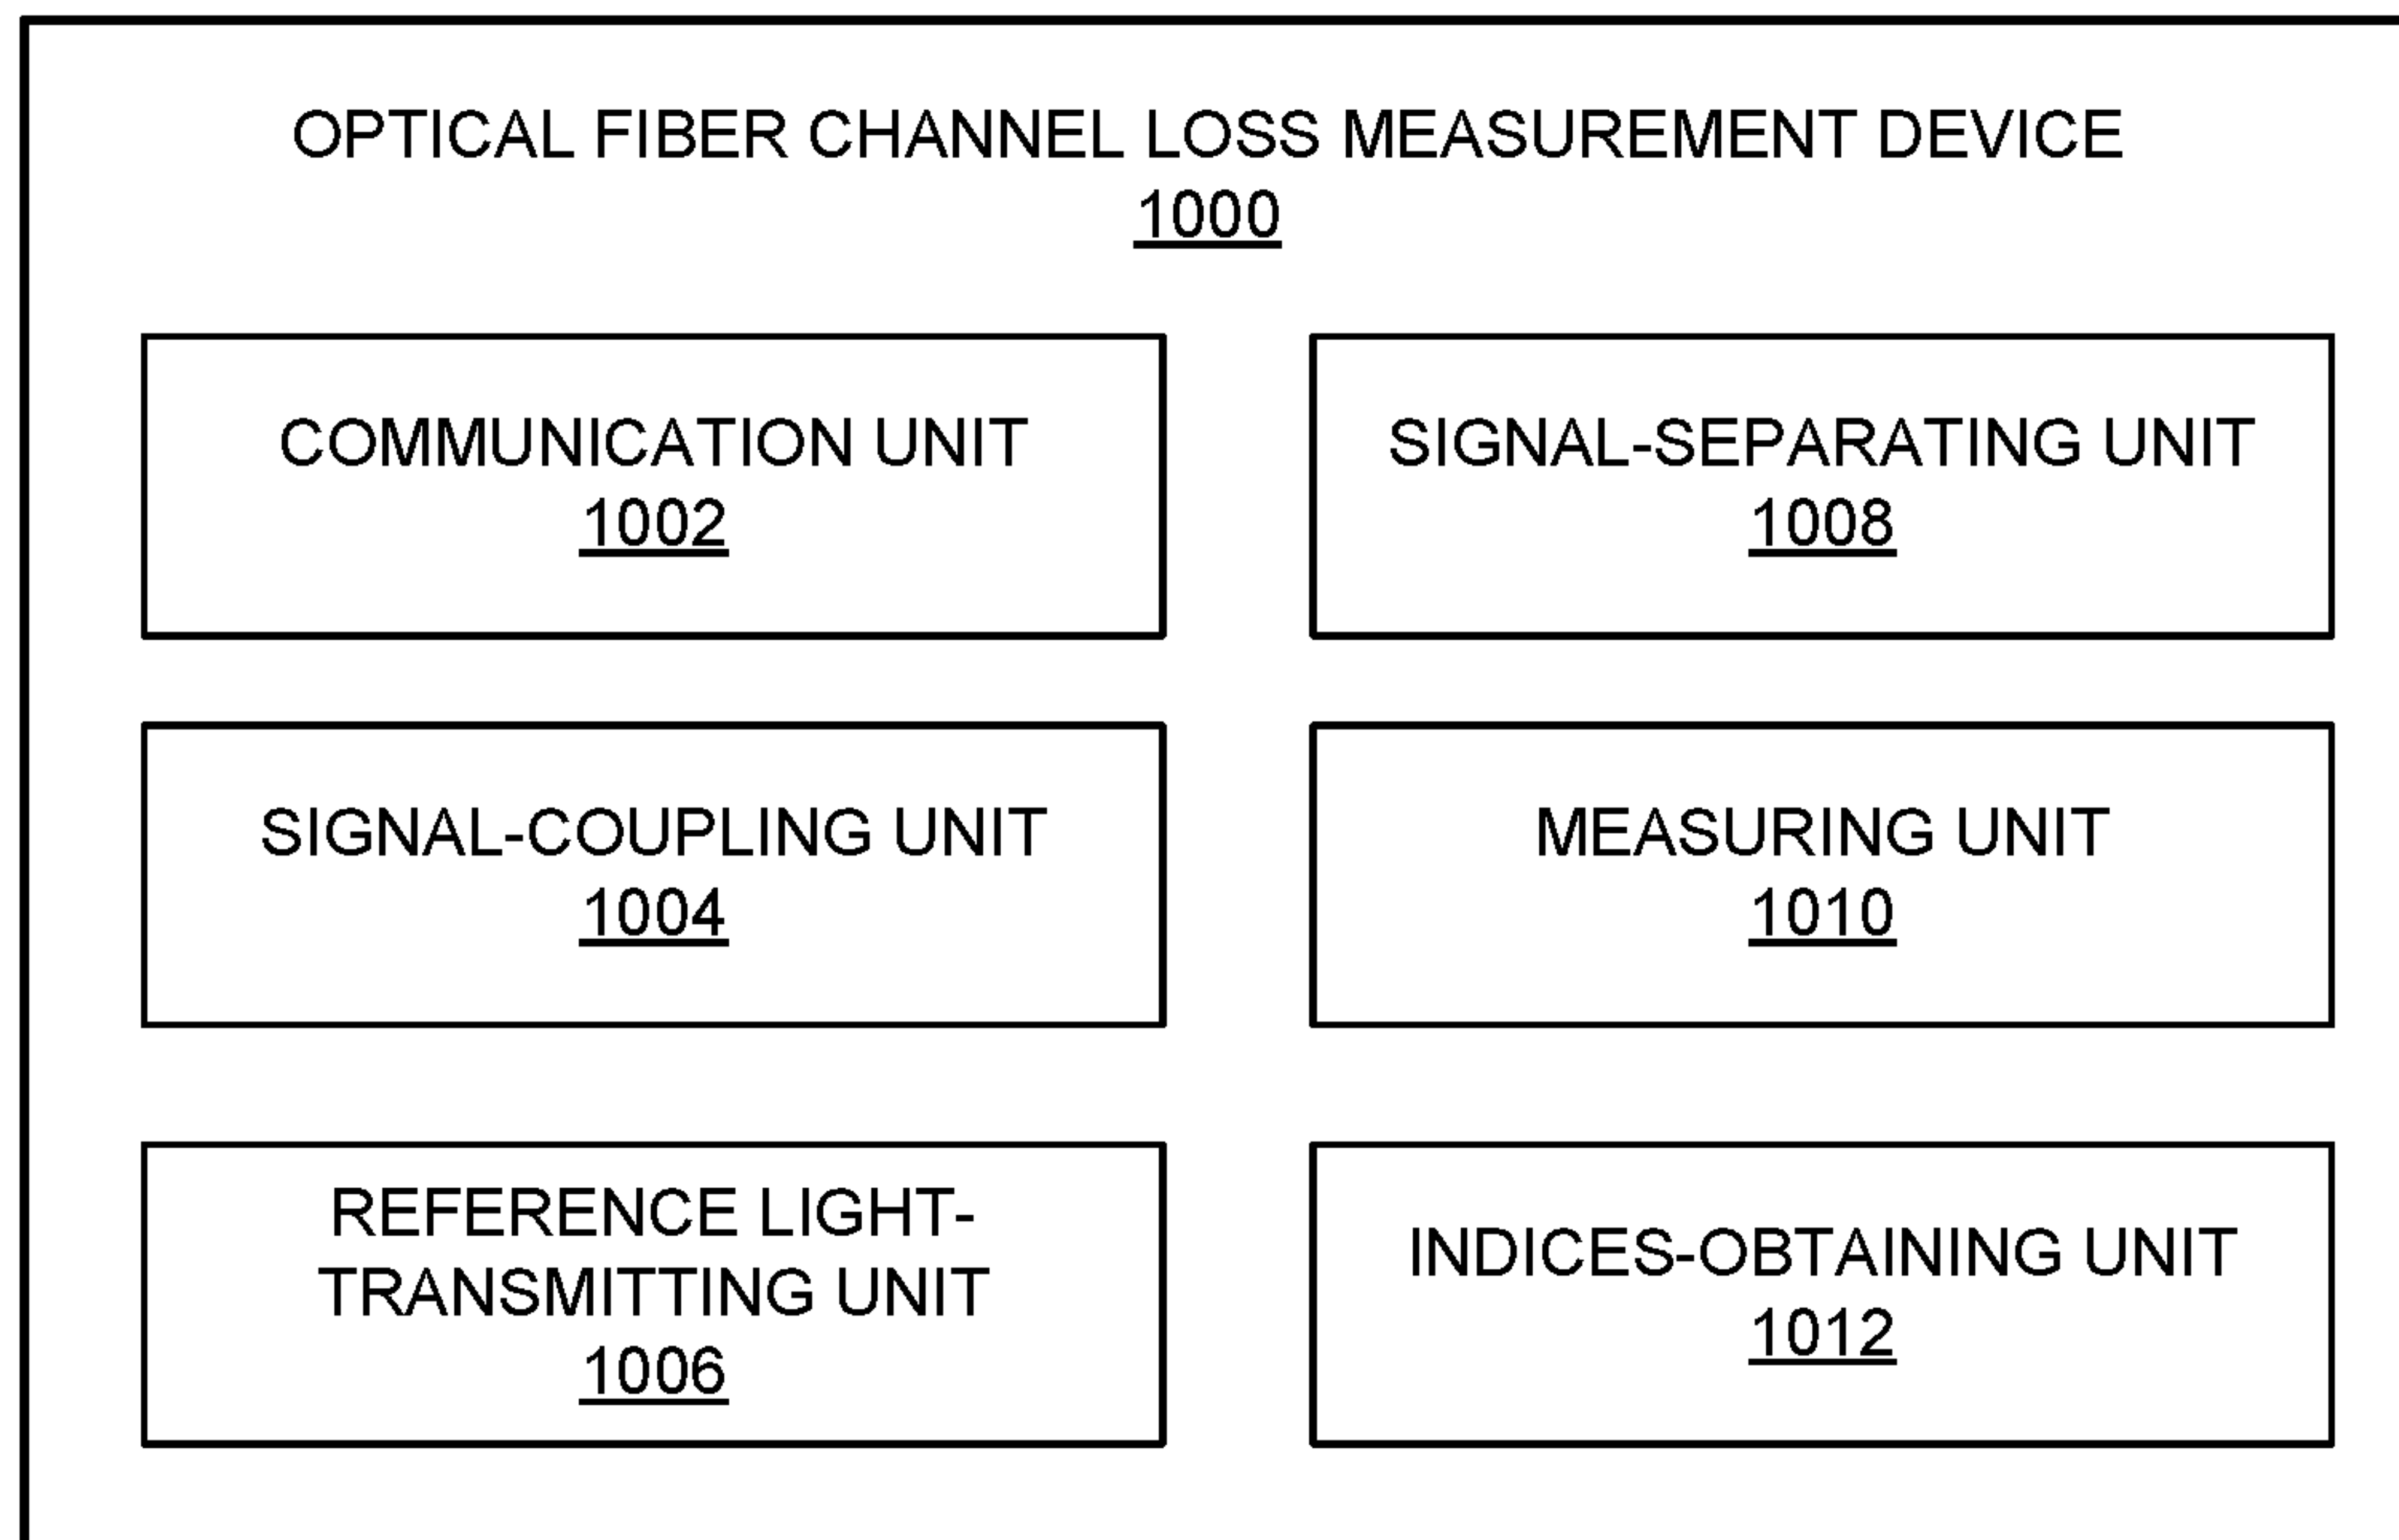 OPTICAL FIBER CHANNEL LOSS MEASUREMENT DEVICE
1000
COMMUNICATION UNIT
1002
SIGNAL-COUPLING UNIT
1004
REFERENCE LIGHT-
TRANSMITTING UNIT
1006
SIGNAL-SEPARATING UNIT
1008
MEASURING UNIT
1010
INDICES-OBTAINING UNIT
1012